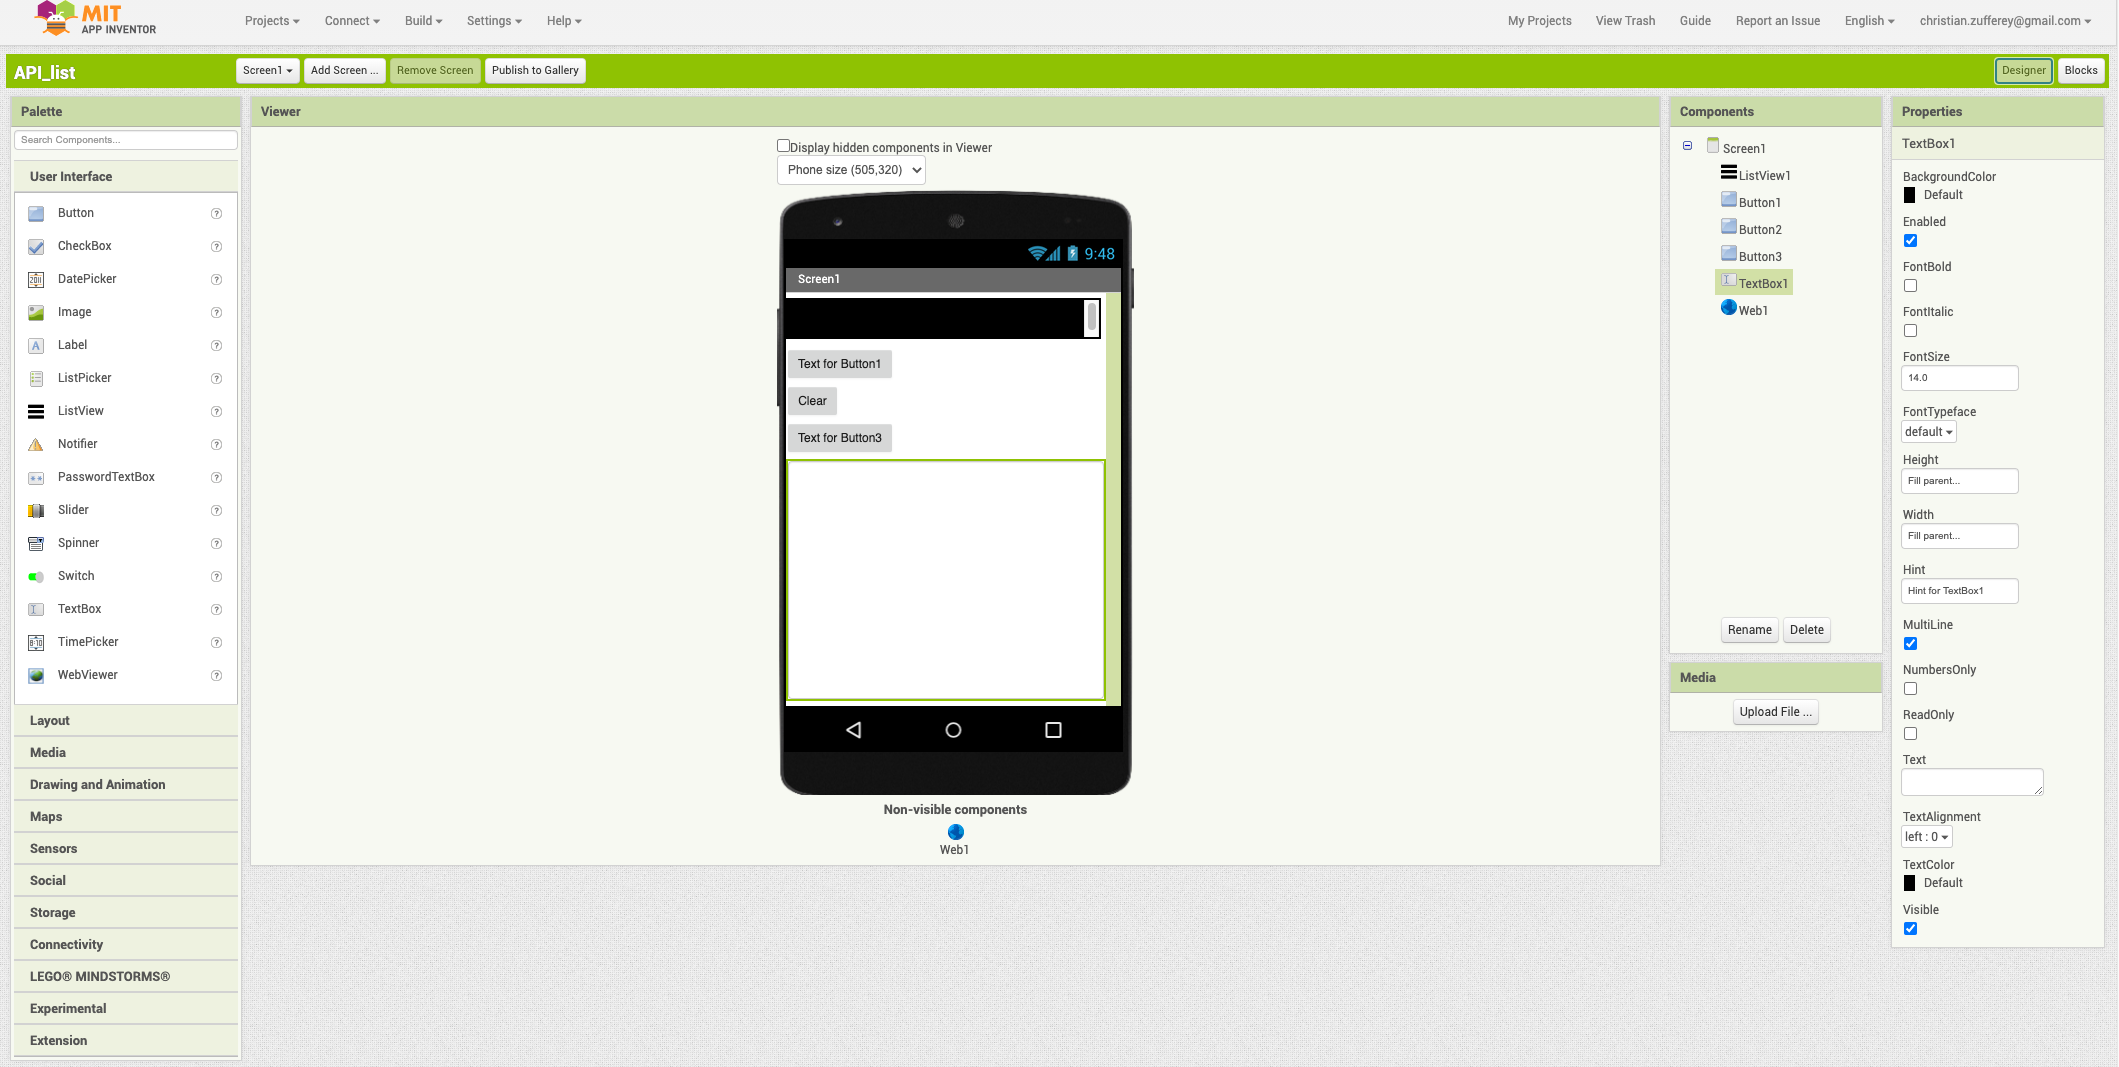 MIT
APP INVENTOR
Projects
Connect
Build
Settings
Help
My Projects
View Trash
Guide
Report an Issue
English
christian.zufferey@gmail.com
API_list
Screen1
Add Screen ...
Remove Screen
Publish to Gallery
Designer
Blocks
Palette
Search Components...
User Interface
Button
?
CheckBox
?
DatePicker
?
Image
?
Label
?
ListPicker
?
ListView
?
Notifier
?
PasswordTextBox
?
Slider
?
Spinner
?
Switch
?
TextBox
?
TimePicker
?
WebViewer
?
Layout
Media
Drawing and Animation
Maps
Sensors
Social
Storage
Connectivity
LEGO® MINDSTORMS®
Experimental
Extension
Viewer
Display hidden components in Viewer
Phone size (505,320)
9:48
Screen1
Text for Button1
Clear
Text for Button3
Non-visible components
Web1
Components
Screen1
ListView1
Button1
Button2
Button3
TextBox1
Web1
Rename
Delete
Media
Upload File ...
Properties
TextBox1
BackgroundColor
Default
Enabled
FontBold
FontItalic
FontSize
14.0
FontTypeface
default
Height
Fill parent...
Width
Fill parent...
Hint
Hint for TextBox1
MultiLine
NumbersOnly
ReadOnly
Text
TextAlignment
left : 0
TextColor
Default
Visible